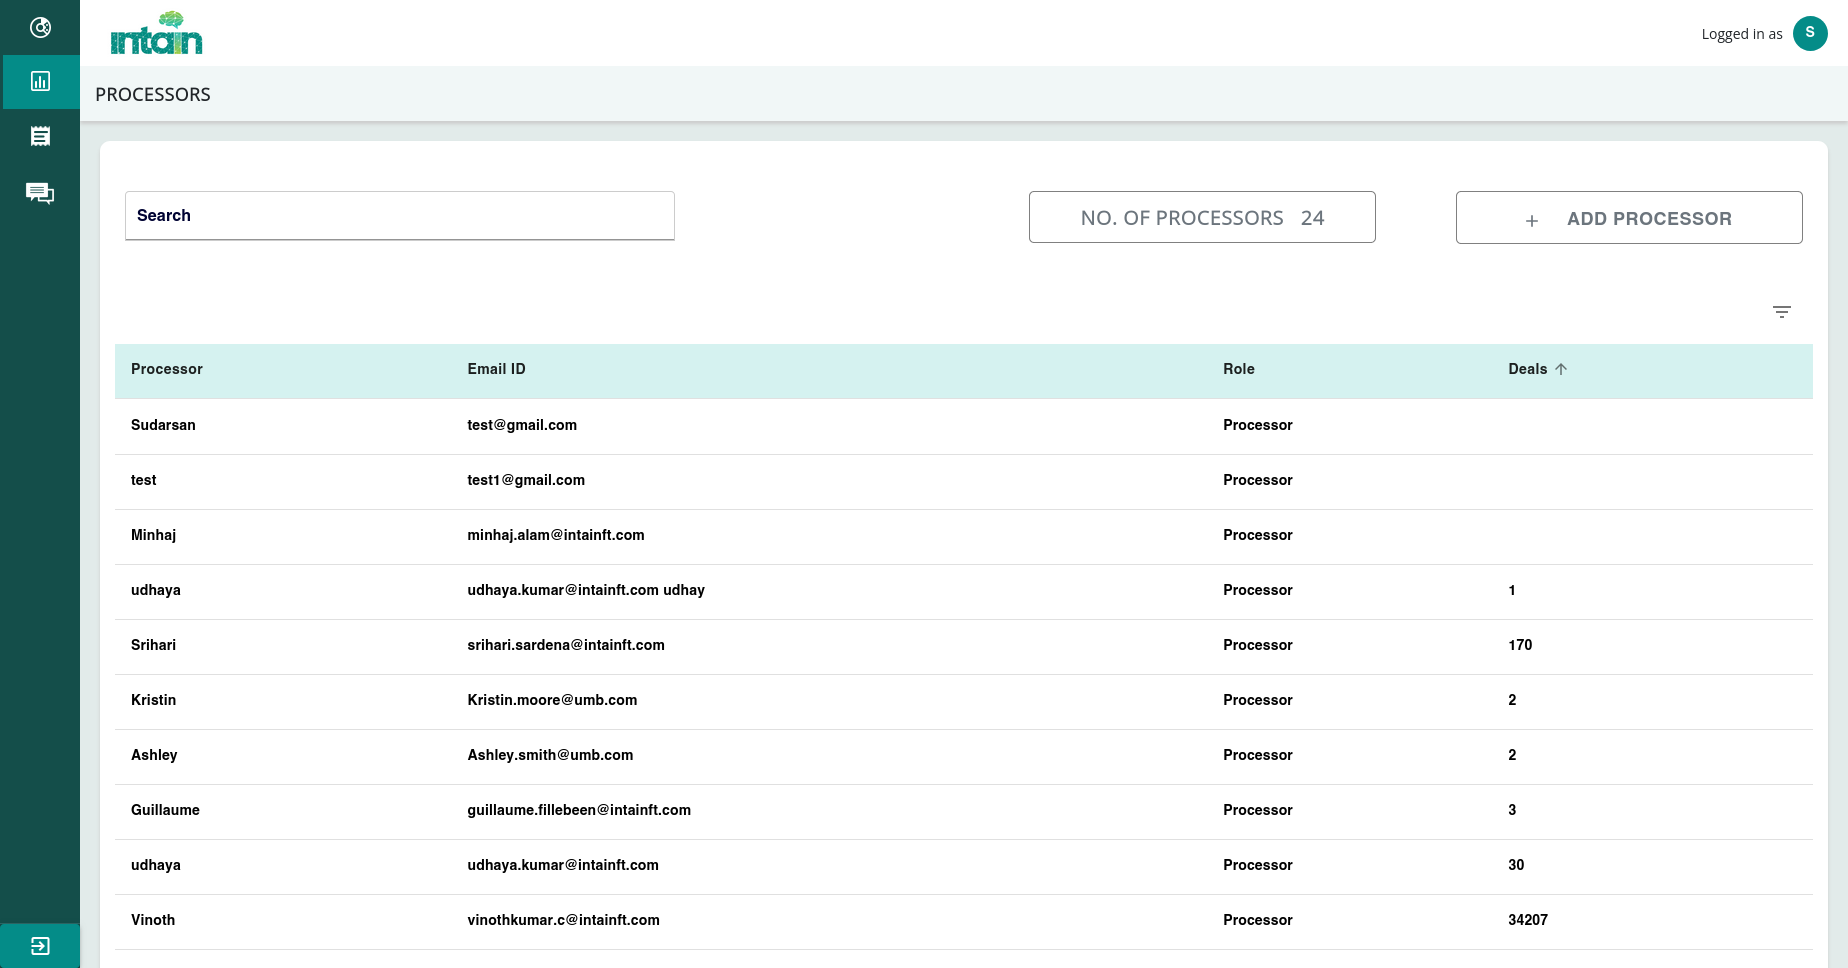 intain
Logged in as S
PROCESSORS
Search
NO. OF PROCESSORS 24
+ ADD PROCESSOR
Processor Email ID Role Deals
Sudarsan test@gmail.com Processor
test test1@gmail.com Processor
Minhaj minhaj.alam@intainft.com Processor
udhaya udhaya.kumar@intainft.com udhay Processor 1
Srihari srihari.sardena@intainft.com Processor 170
Kristin Kristin.moore@umb.com Processor 2
Ashley Ashley.smith@umb.com Processor 2
Guillaume guillaume.fillebeen@intainft.com Processor 3
udhaya udhaya.kumar@intainft.com Processor 30
Vinoth vinothkumar.c@intainft.com Processor 34207